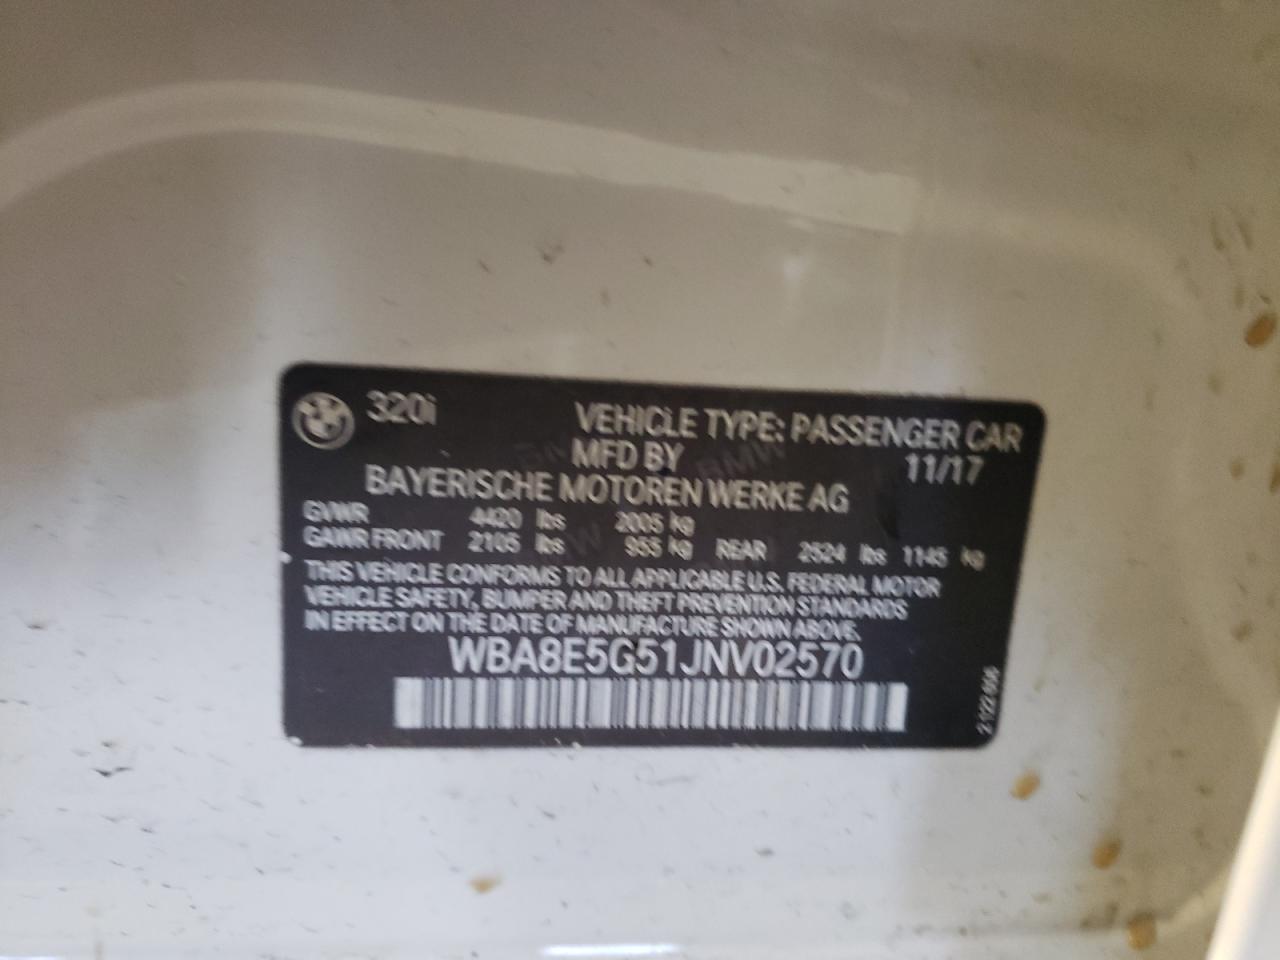 320i
VEHICLE TYPE: PASSENGER CAR
MFD BY 11/17
BAYERISCHE MOTOREN WERKE AG
GVWR 4420 lbs 2005 kg
GAWR FRONT 2105 lbs 955 kg REAR 2524 lbs 1145 kg
THIS VEHICLE CONFORMS TO ALL APPLICABLE U.S. FEDERAL MOTOR
VEHICLE SAFETY, BUMPER AND THEFT PREVENTION STANDARDS
IN EFFECT ON THE DATE OF MANUFACTURE SHOWN ABOVE.
WBA8E5G51JNV02570